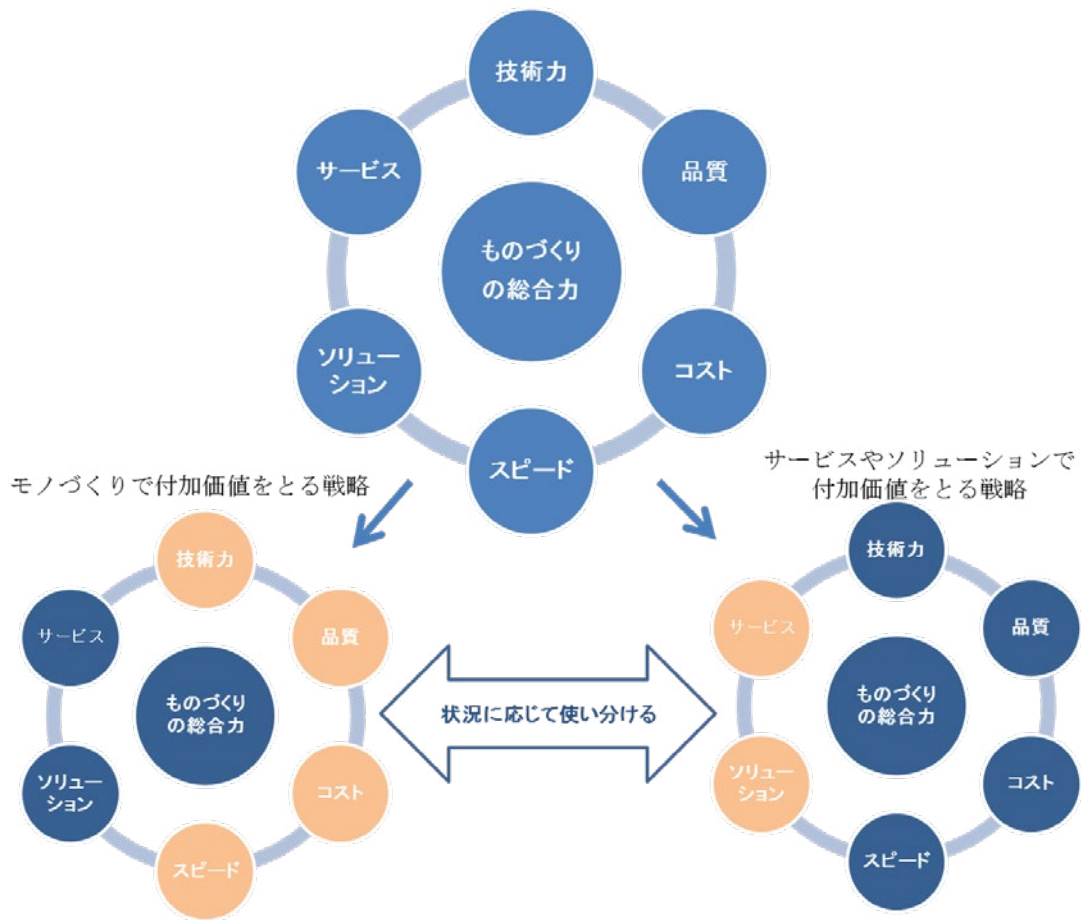 技術力
サービス
品質
ものづくり
の総合力
ソリュー
ション
コスト
スピード
モノづくりで付加価値をとる戦略
サービスやソリューションで
付加価値をとる戦略
技術力
サービス
品質
ものづくり
の総合力
ソリュー
ション
コスト
スピード
状況に応じて使い分ける
技術力
サービス
品質
ものづくり
の総合力
ソリュー
ション
コスト
スピード